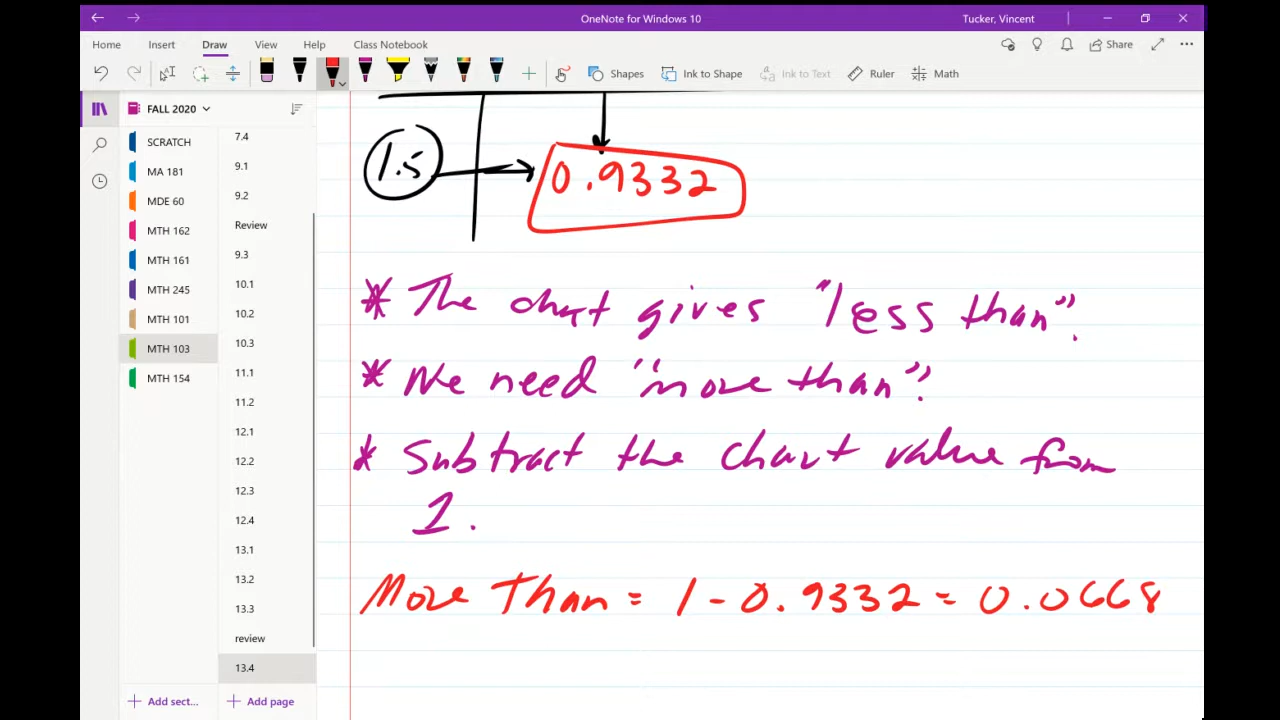 OneNote for Windows 10
Tucker, Vincent
Home Insert Draw View Help Class Notebook
Share
Shapes Ink to Shape Ink to Text Ruler Math
FALL 2020
SCRATCH
MA 181
MDE 60
MTH 162
MTH 161
MTH 245
MTH 101
MTH 103
MTH 154
Add sect...
7.4
9.1
9.2
Review
9.3
10.1
10.2
10.3
11.1
11.2
12.1
12.2
12.3
12.4
13.1
13.2
13.3
review
13.4
Add page
1.5 0.9332
* The chart gives "less than".
* We need "more than".
* Subtract the chart value from
1.
More Than = 1 - 0.9332 = 0.0668